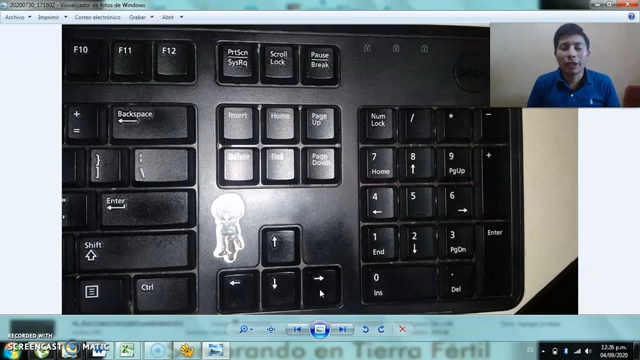 20200730_171602 - Visualizador de fotos de Windows
Archivo Imprimir Correo electrónico Grabar Abrir
F10 F11 F12 PrtScn SysRq Scroll Lock Pause Break
DELL
+ = Backspace Insert Home Page Up Num Lock / * -
} ] | \ Delete End Page Down 7 Home 8 ↑ 9 PgUp +
Enter 4 ← 5 6 →
Shift ↑ 1 End 2 ↓ 3 PgDn Enter
Ctrl ← ↓ → 0 Ins . Del
RECORDED WITH
SCREENCAST MATIC
ES 12:26 p.m.
04/09/2020
rando en Tierra